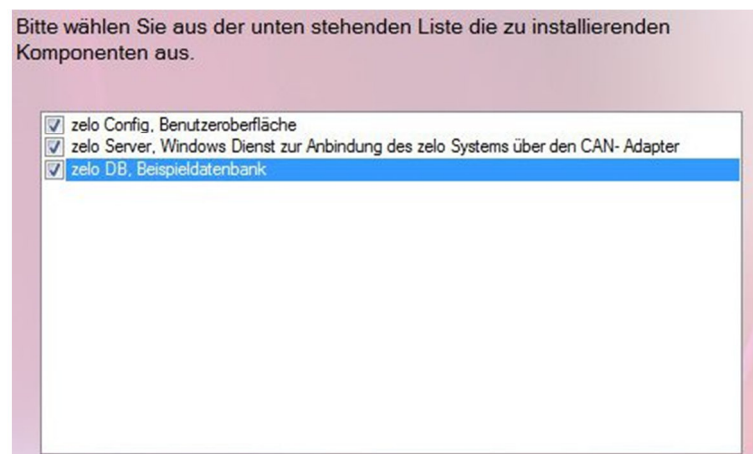 Bitte wählen Sie aus der unten stehenden Liste die zu installierenden
Komponenten aus.
zelo Config, Benutzeroberfläche
zelo Server, Windows Dienst zur Anbindung des zelo Systems über den CAN- Adapter
zelo DB, Beispieldatenbank